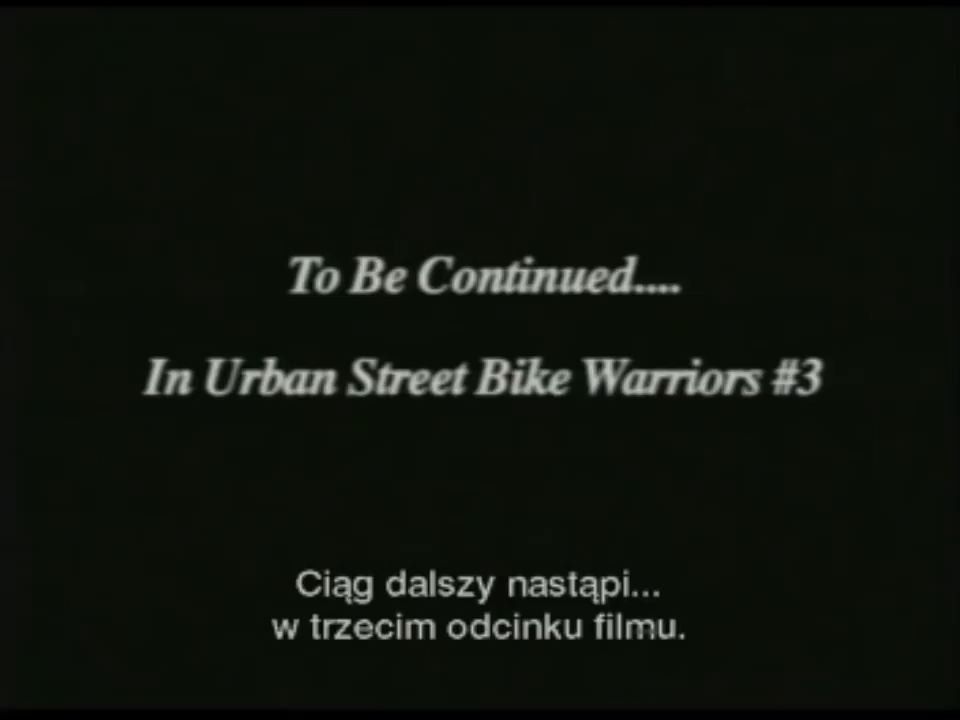 To Be Continued....
In Urban Street Bike Warriors #3
Ciąg dalszy nastąpi...
w trzecim odcinku filmu.